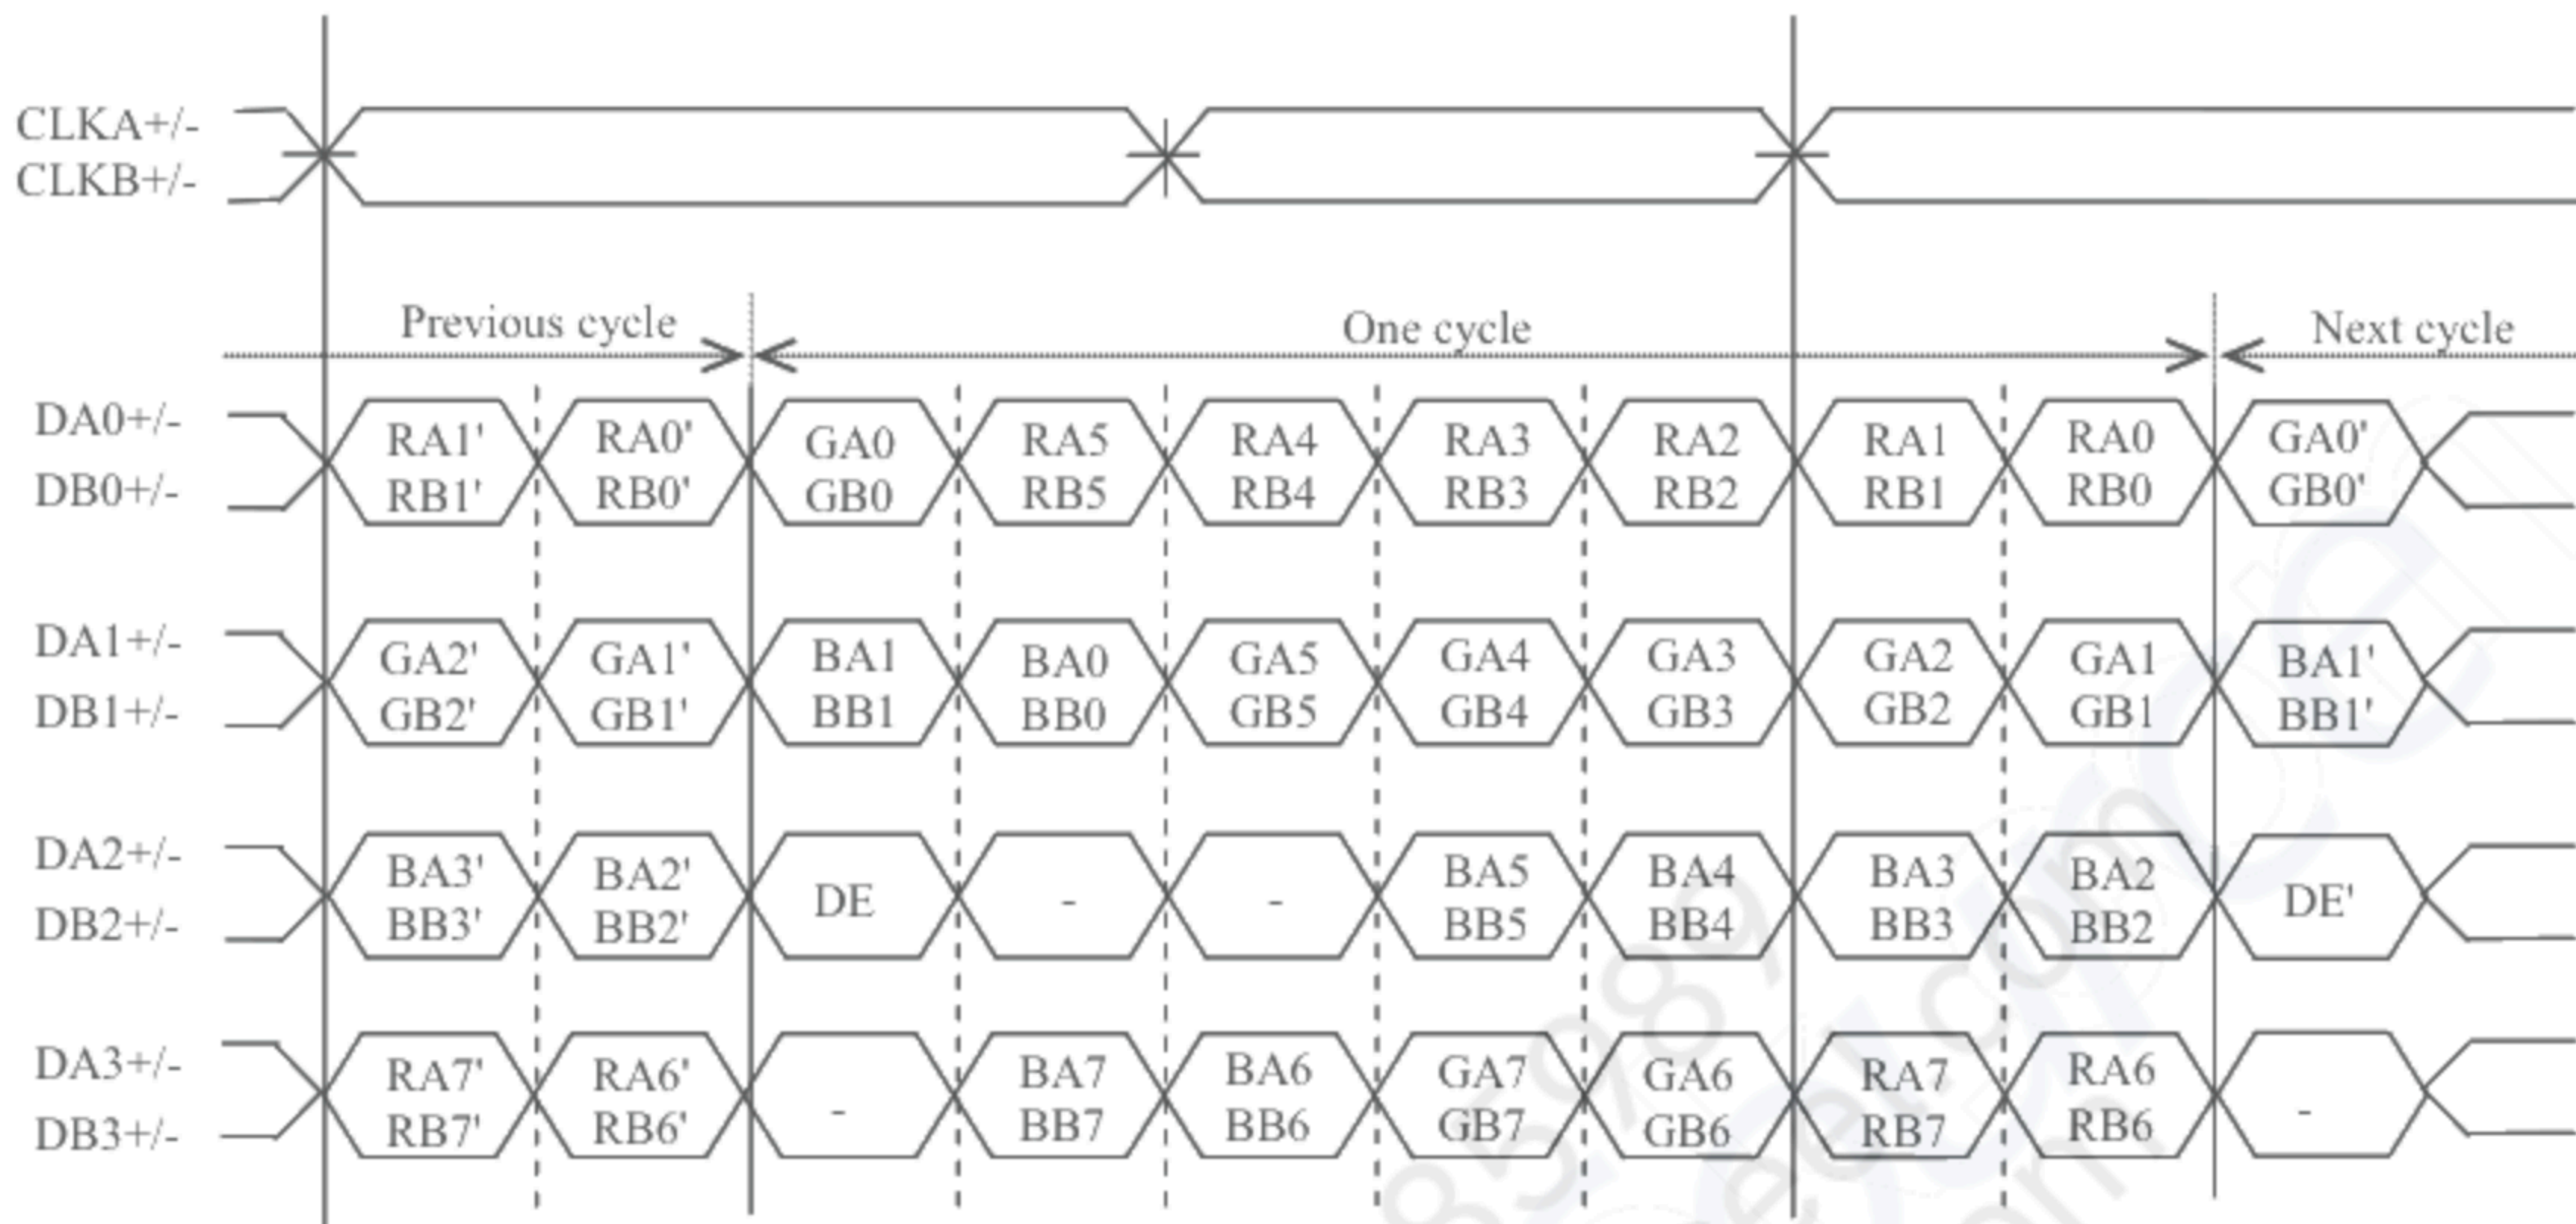 CLKA+/-
CLKB+/-
Previous cycle One cycle Next cycle
DA0+/- RA1' RA0' GA0 RA5 RA4 RA3 RA2 RA1 RA0 GA0'
DB0+/- RB1' RB0' GB0 RB5 RB4 RB3 RB2 RB1 RB0 GB0'
DA1+/- GA2' GA1' BA1 BA0 GA5 GA4 GA3 GA2 GA1 BA1'
DB1+/- GB2' GB1' BB1 BB0 GB5 GB4 GB3 GB2 GB1 BB1'
DA2+/- BA3' BA2' DE - - BA5 BA4 BA3 BA2 DE'
DB2+/- BB3' BB2' BB5 BB4 BB3 BB2
DA3+/- RA7' RA6' - BA7 BA6 GA7 GA6 RA7 RA6 -
DB3+/- RB7' RB6' BB7 BB6 GB7 GB6 RB7 RB6